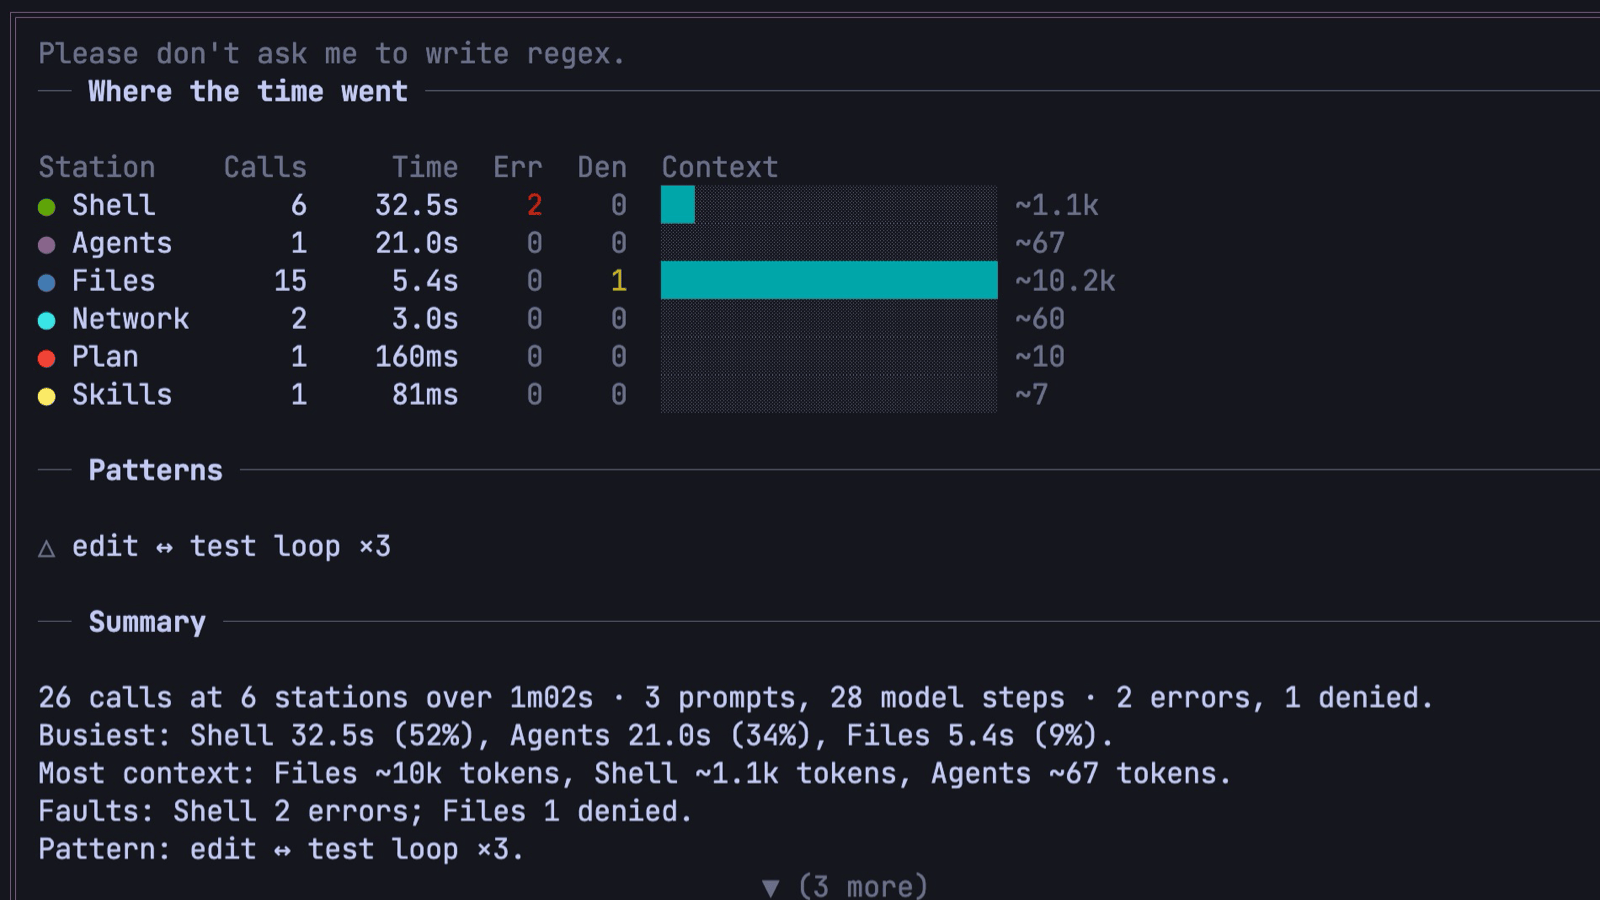 Please don't ask me to write regex.
Where the time went
Station Calls Time Err Den Context
Shell 6 32.5s 2 0 ~1.1k
Agents 1 21.0s 0 0 ~67
Files 15 5.4s 0 1 ~10.2k
Network 2 3.0s 0 0 ~60
Plan 1 160ms 0 0 ~10
Skills 1 81ms 0 0 ~7
Patterns
△ edit ↔ test loop ×3
Summary
26 calls at 6 stations over 1m02s · 3 prompts, 28 model steps · 2 errors, 1 denied.
Busiest: Shell 32.5s (52%), Agents 21.0s (34%), Files 5.4s (9%).
Most context: Files ~10k tokens, Shell ~1.1k tokens, Agents ~67 tokens.
Faults: Shell 2 errors; Files 1 denied.
Pattern: edit ↔ test loop ×3.
▼ (3 more)